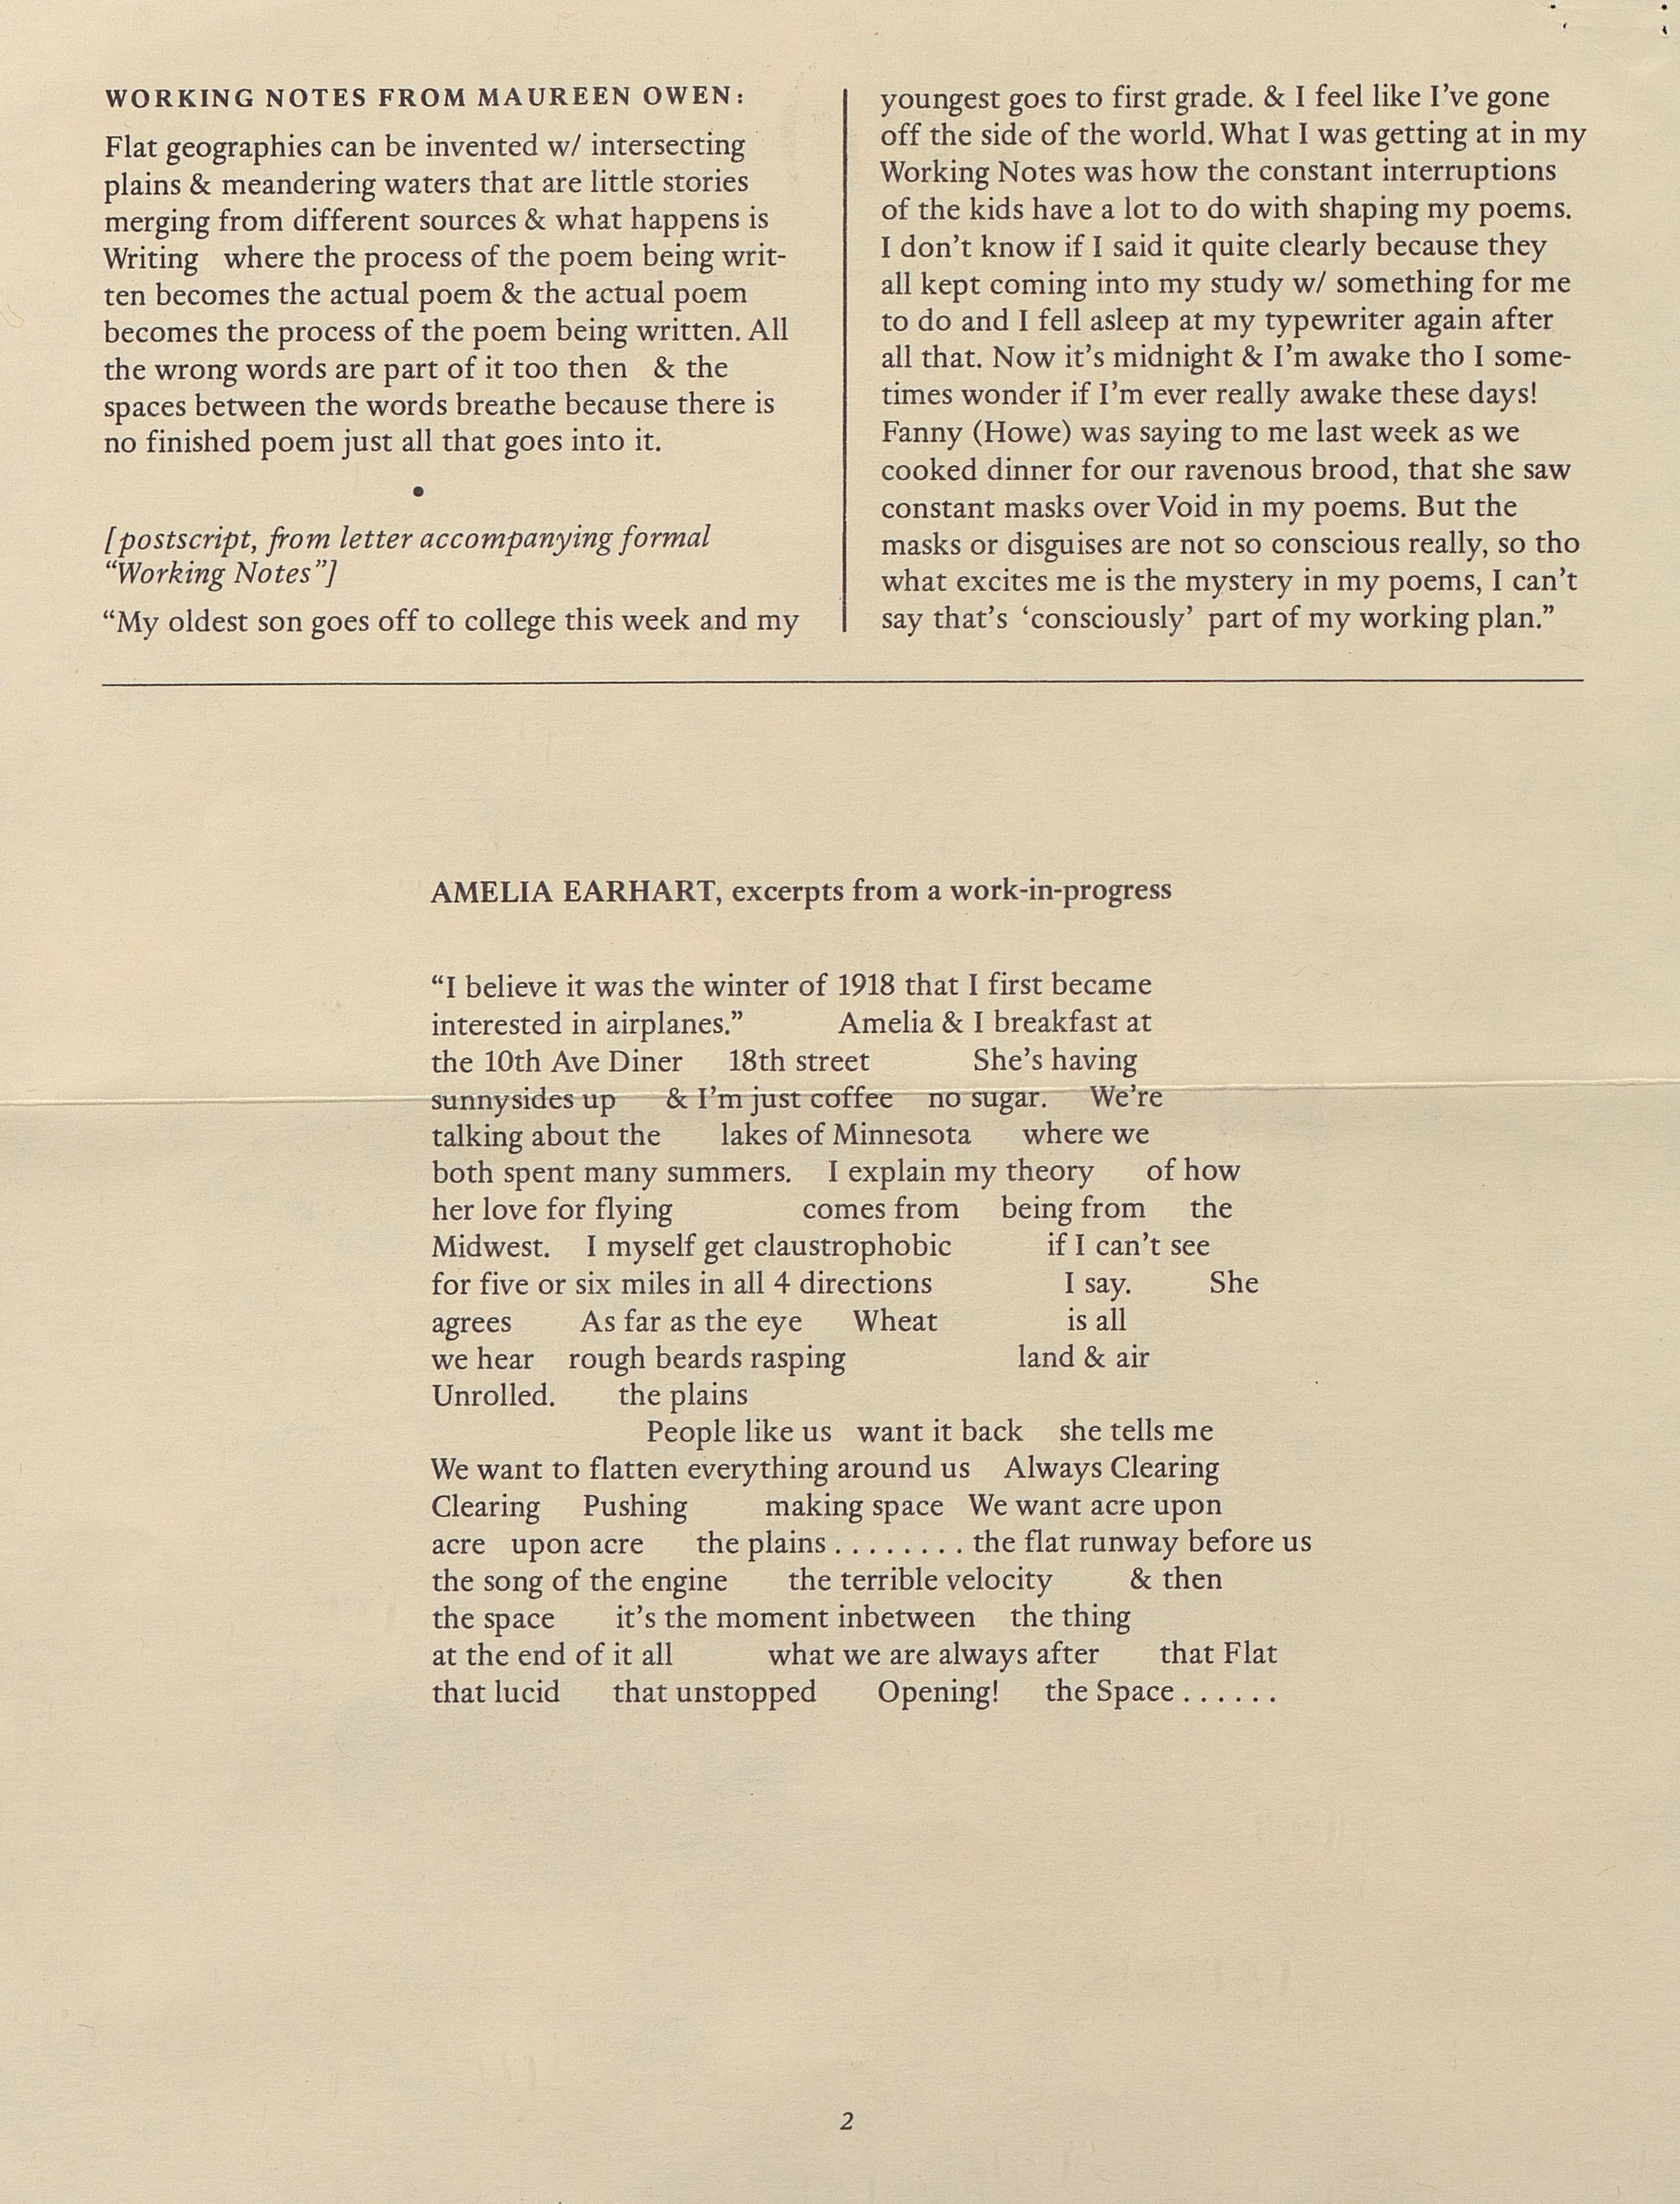 WORKING NOTES FROM MAUREEN OWEN:
Flat geographies can be invented w/ intersecting
plains & meandering waters that are little stories
merging from different sources & what happens is
Writing   where the process of the poem being writ-
ten becomes the actual poem & the actual poem
becomes the process of the poem being written. All
the wrong words are part of it too then   & the
spaces between the words breathe because there is
no finished poem just all that goes into it.
•
[postscript, from letter accompanying formal
“Working Notes”]
“My oldest son goes off to college this week and my
youngest goes to first grade. & I feel like I’ve gone
off the side of the world. What I was getting at in my
Working Notes was how the constant interruptions
of the kids have a lot to do with shaping my poems.
I don’t know if I said it quite clearly because they
all kept coming into my study w/ something for me
to do and I fell asleep at my typewriter again after
all that. Now it’s midnight & I’m awake tho I some-
times wonder if I’m ever really awake these days!
Fanny (Howe) was saying to me last week as we
cooked dinner for our ravenous brood, that she saw
constant masks over Void in my poems. But the
masks or disguises are not so conscious really, so tho
what excites me is the mystery in my poems, I can’t
say that’s ‘consciously’ part of my working plan.”
AMELIA EARHART, excerpts from a work-in-progress
“I believe it was the winter of 1918 that I first became
interested in airplanes.”        Amelia & I breakfast at
the 10th Ave Diner    18th street        She’s having
sunnysides up    & I’m just coffee   no sugar.   We’re
talking about the     lakes of Minnesota    where we
both spent many summers.   I explain my theory    of how
her love for flying          comes from   being from   the
Midwest.   I myself get claustrophobic       if I can’t see
for five or six miles in all 4 directions          I say.      She
agrees     As far as the eye    Wheat          is all
we hear   rough beards rasping             land & air
Unrolled.     the plains
                People like us  want it back   she tells me
We want to flatten everything around us   Always Clearing
Clearing   Pushing      making space  We want acre upon
acre  upon acre    the plains . . . . . . . . the flat runway before us
the song of the engine     the terrible velocity      & then
the space     it’s the moment inbetween   the thing
at the end of it all       what we are always after     that Flat
that lucid    that unstopped     Opening!   the Space . . . . . .
2